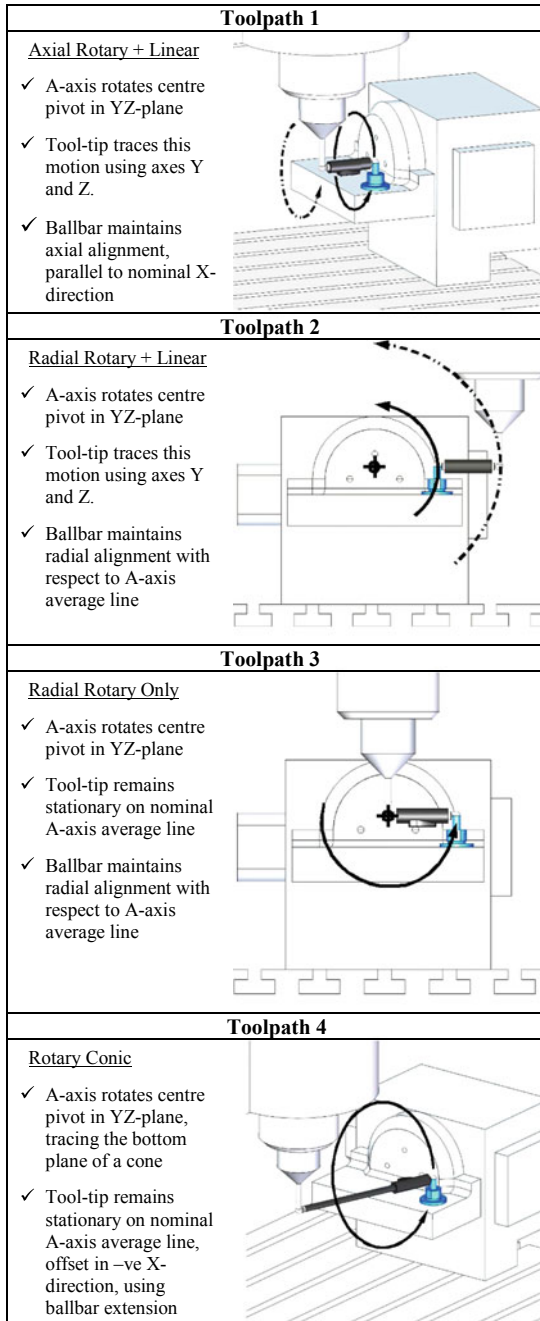 Toolpath 1
Axial Rotary + Linear
✓ A-axis rotates centre
pivot in YZ-plane
✓ Tool-tip traces this
motion using axes Y
and Z.
✓ Ballbar maintains
axial alignment,
parallel to nominal X-
direction
Toolpath 2
Radial Rotary + Linear
✓ A-axis rotates centre
pivot in YZ-plane
✓ Tool-tip traces this
motion using axes Y
and Z.
✓ Ballbar maintains
radial alignment with
respect to A-axis
average line
Toolpath 3
Radial Rotary Only
✓ A-axis rotates centre
pivot in YZ-plane
✓ Tool-tip remains
stationary on nominal
A-axis average line
✓ Ballbar maintains
radial alignment with
respect to A-axis
average line
Toolpath 4
Rotary Conic
✓ A-axis rotates centre
pivot in YZ-plane,
tracing the bottom
plane of a cone
✓ Tool-tip remains
stationary on nominal
A-axis average line,
offset in –ve X-
direction, using
ballbar extension